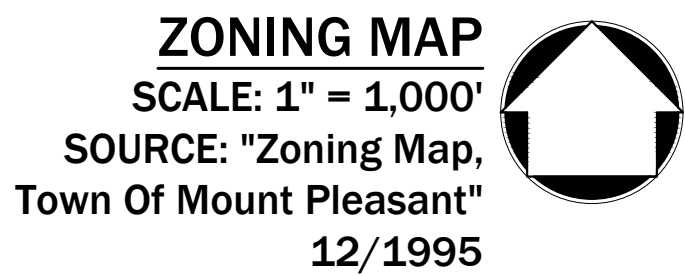 ZONING MAP
SCALE: 1" = 1,000'
SOURCE: "Zoning Map,
Town Of Mount Pleasant"
12/1995